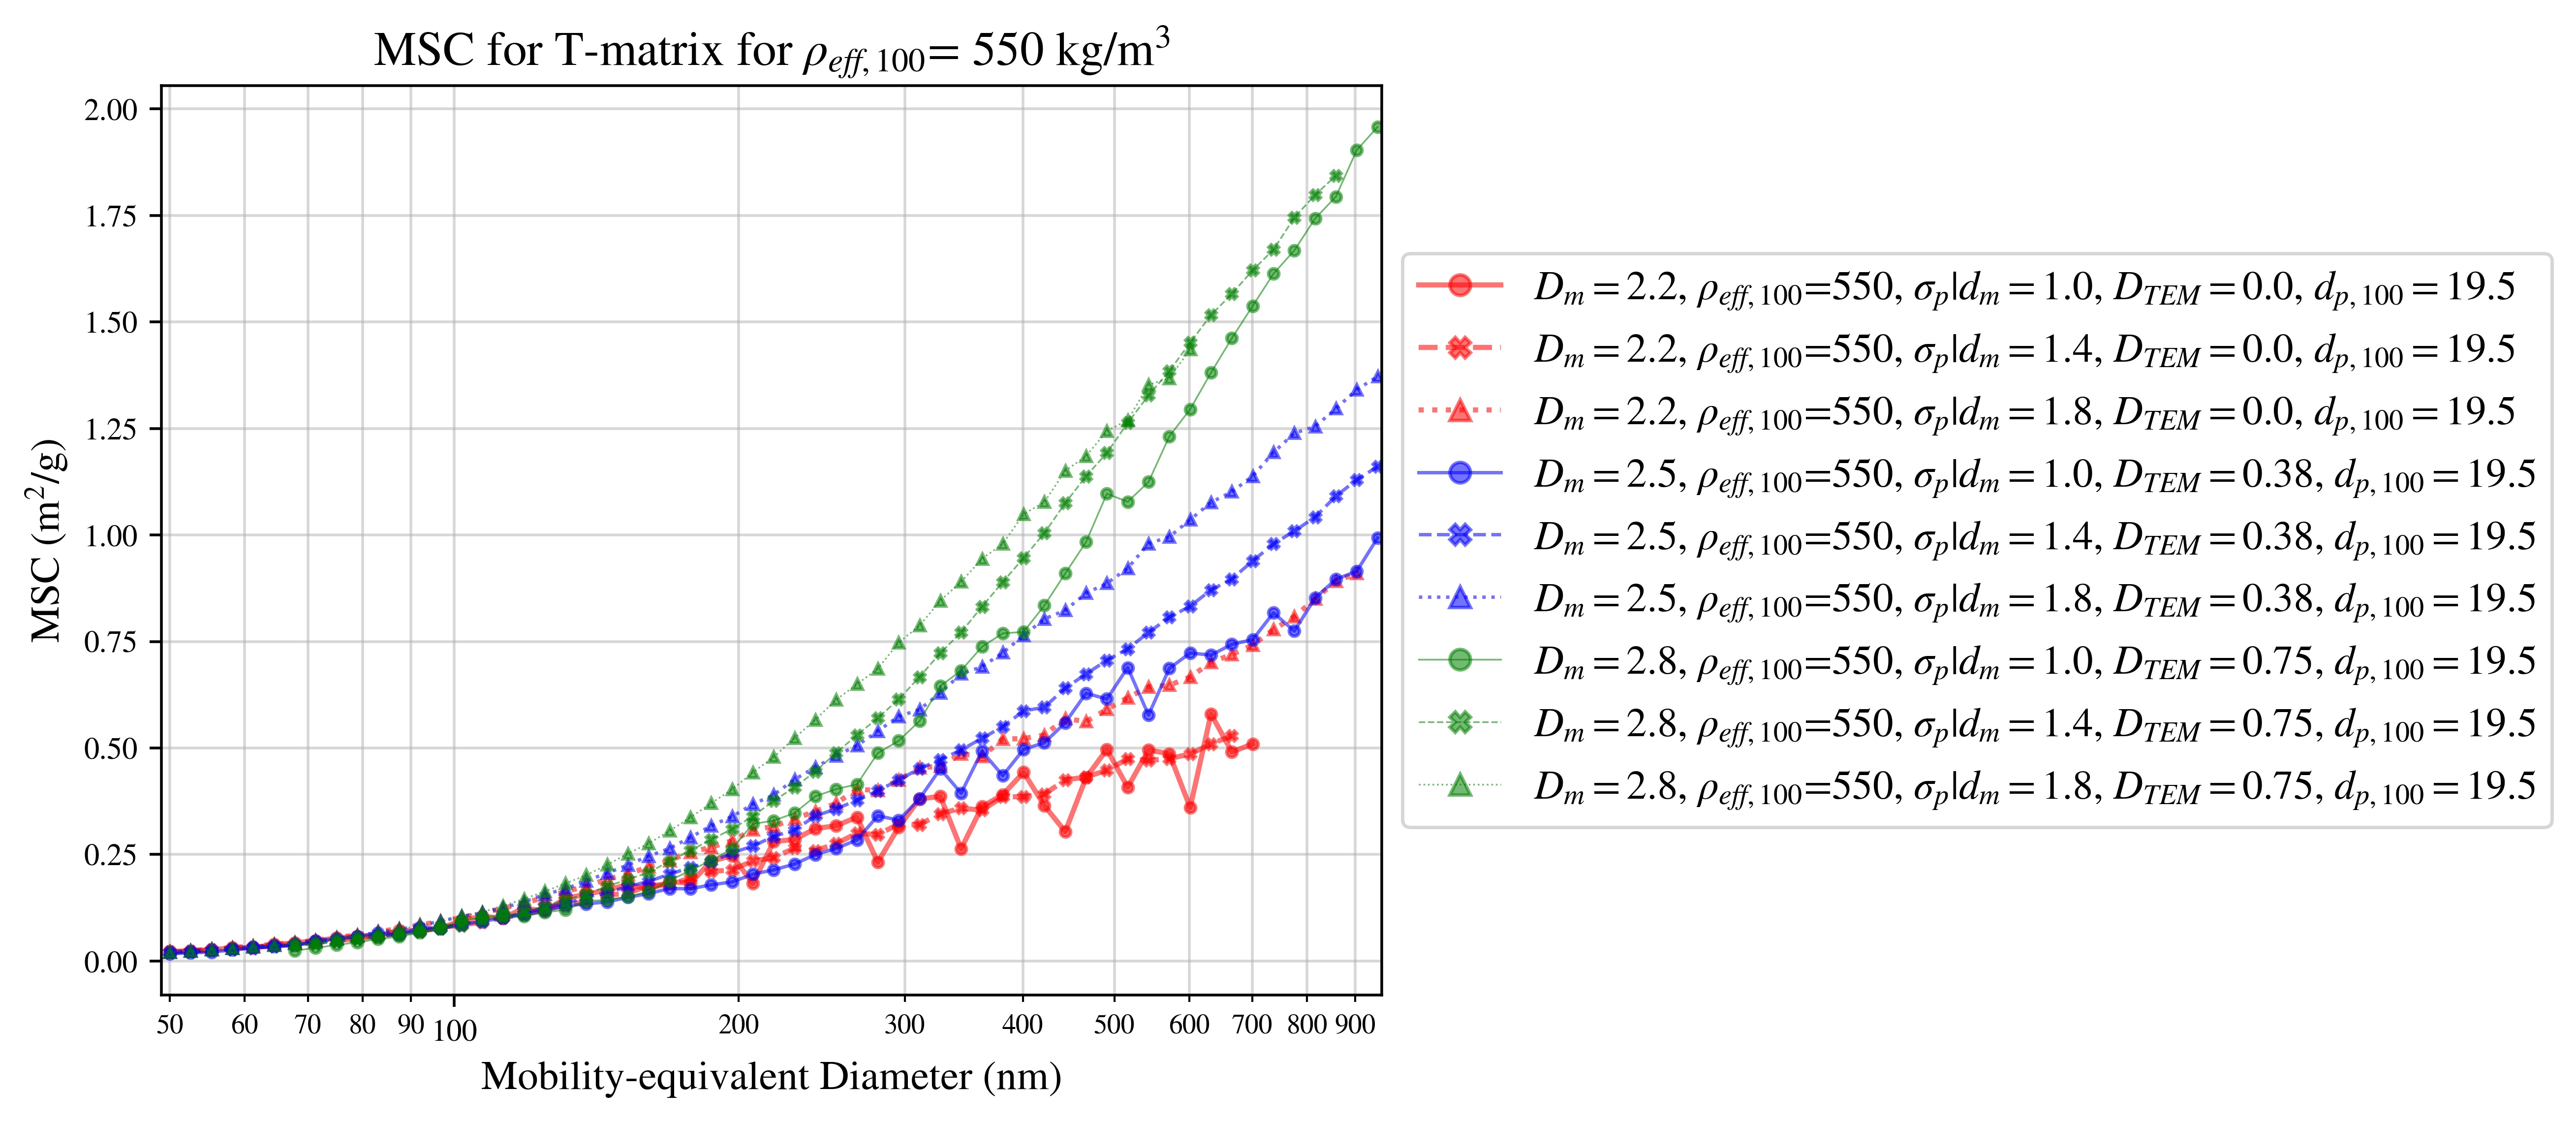 MSC for T-matrix for ρeff,100= 550 kg/m³
2.00
1.75
1.50
1.25
1.00
0.75
0.50
0.25
0.00
MSC (m²/g)
50 60 70 80 90 100 200 300 400 500 600 700 800 900
Mobility-equivalent Diameter (nm)
Dm = 2.2, ρeff,100=550, σp|dm = 1.0, DTEM = 0.0, dp,100 = 19.5
Dm = 2.2, ρeff,100=550, σp|dm = 1.4, DTEM = 0.0, dp,100 = 19.5
Dm = 2.2, ρeff,100=550, σp|dm = 1.8, DTEM = 0.0, dp,100 = 19.5
Dm = 2.5, ρeff,100=550, σp|dm = 1.0, DTEM = 0.38, dp,100 = 19.5
Dm = 2.5, ρeff,100=550, σp|dm = 1.4, DTEM = 0.38, dp,100 = 19.5
Dm = 2.5, ρeff,100=550, σp|dm = 1.8, DTEM = 0.38, dp,100 = 19.5
Dm = 2.8, ρeff,100=550, σp|dm = 1.0, DTEM = 0.75, dp,100 = 19.5
Dm = 2.8, ρeff,100=550, σp|dm = 1.4, DTEM = 0.75, dp,100 = 19.5
Dm = 2.8, ρeff,100=550, σp|dm = 1.8, DTEM = 0.75, dp,100 = 19.5